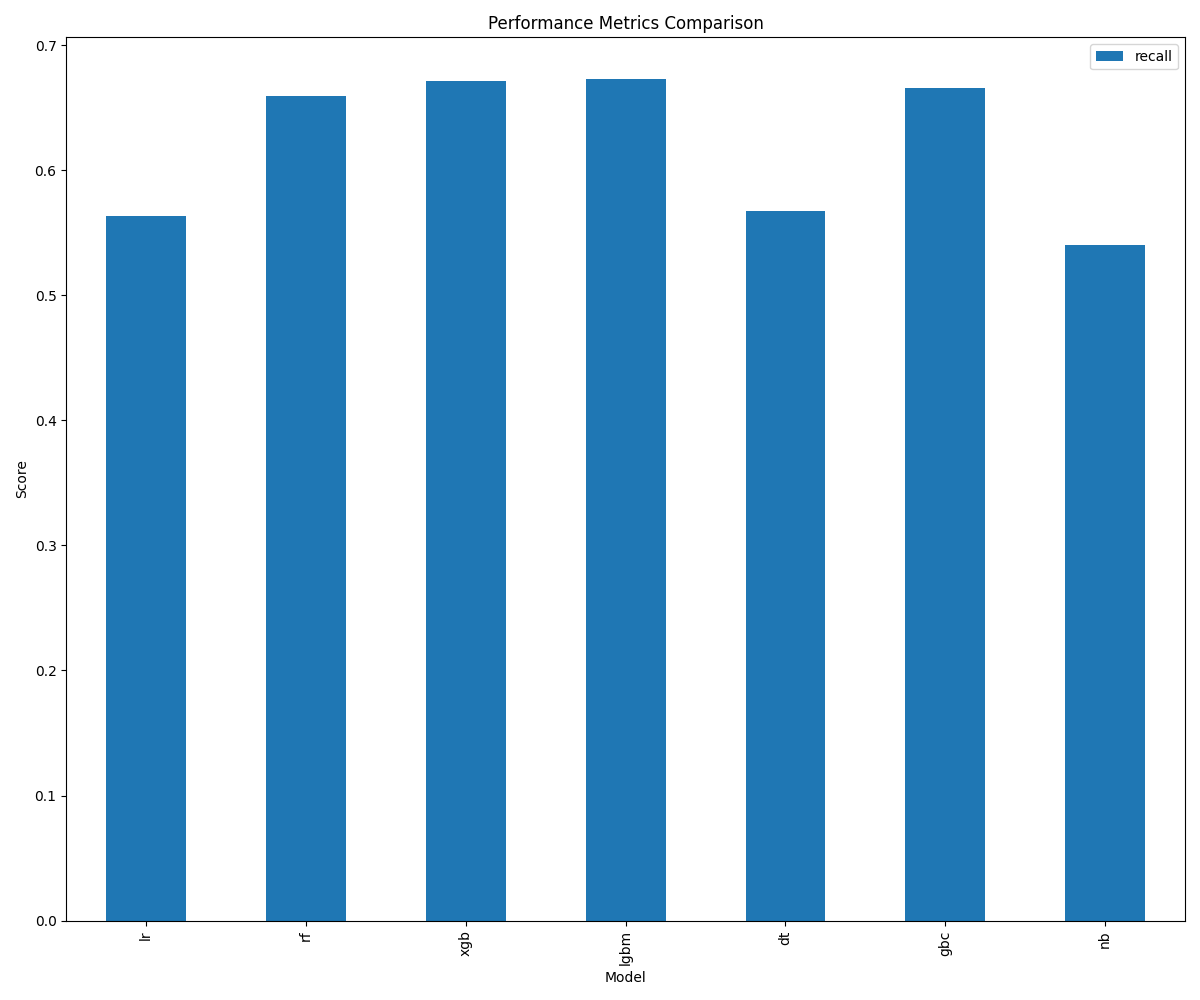 Performance Metrics Comparison
recall
0.7
0.6
0.5
0.4
0.3
0.2
0.1
0.0
Score
lr
rf
xgb
lgbm
dt
gbc
nb
Model